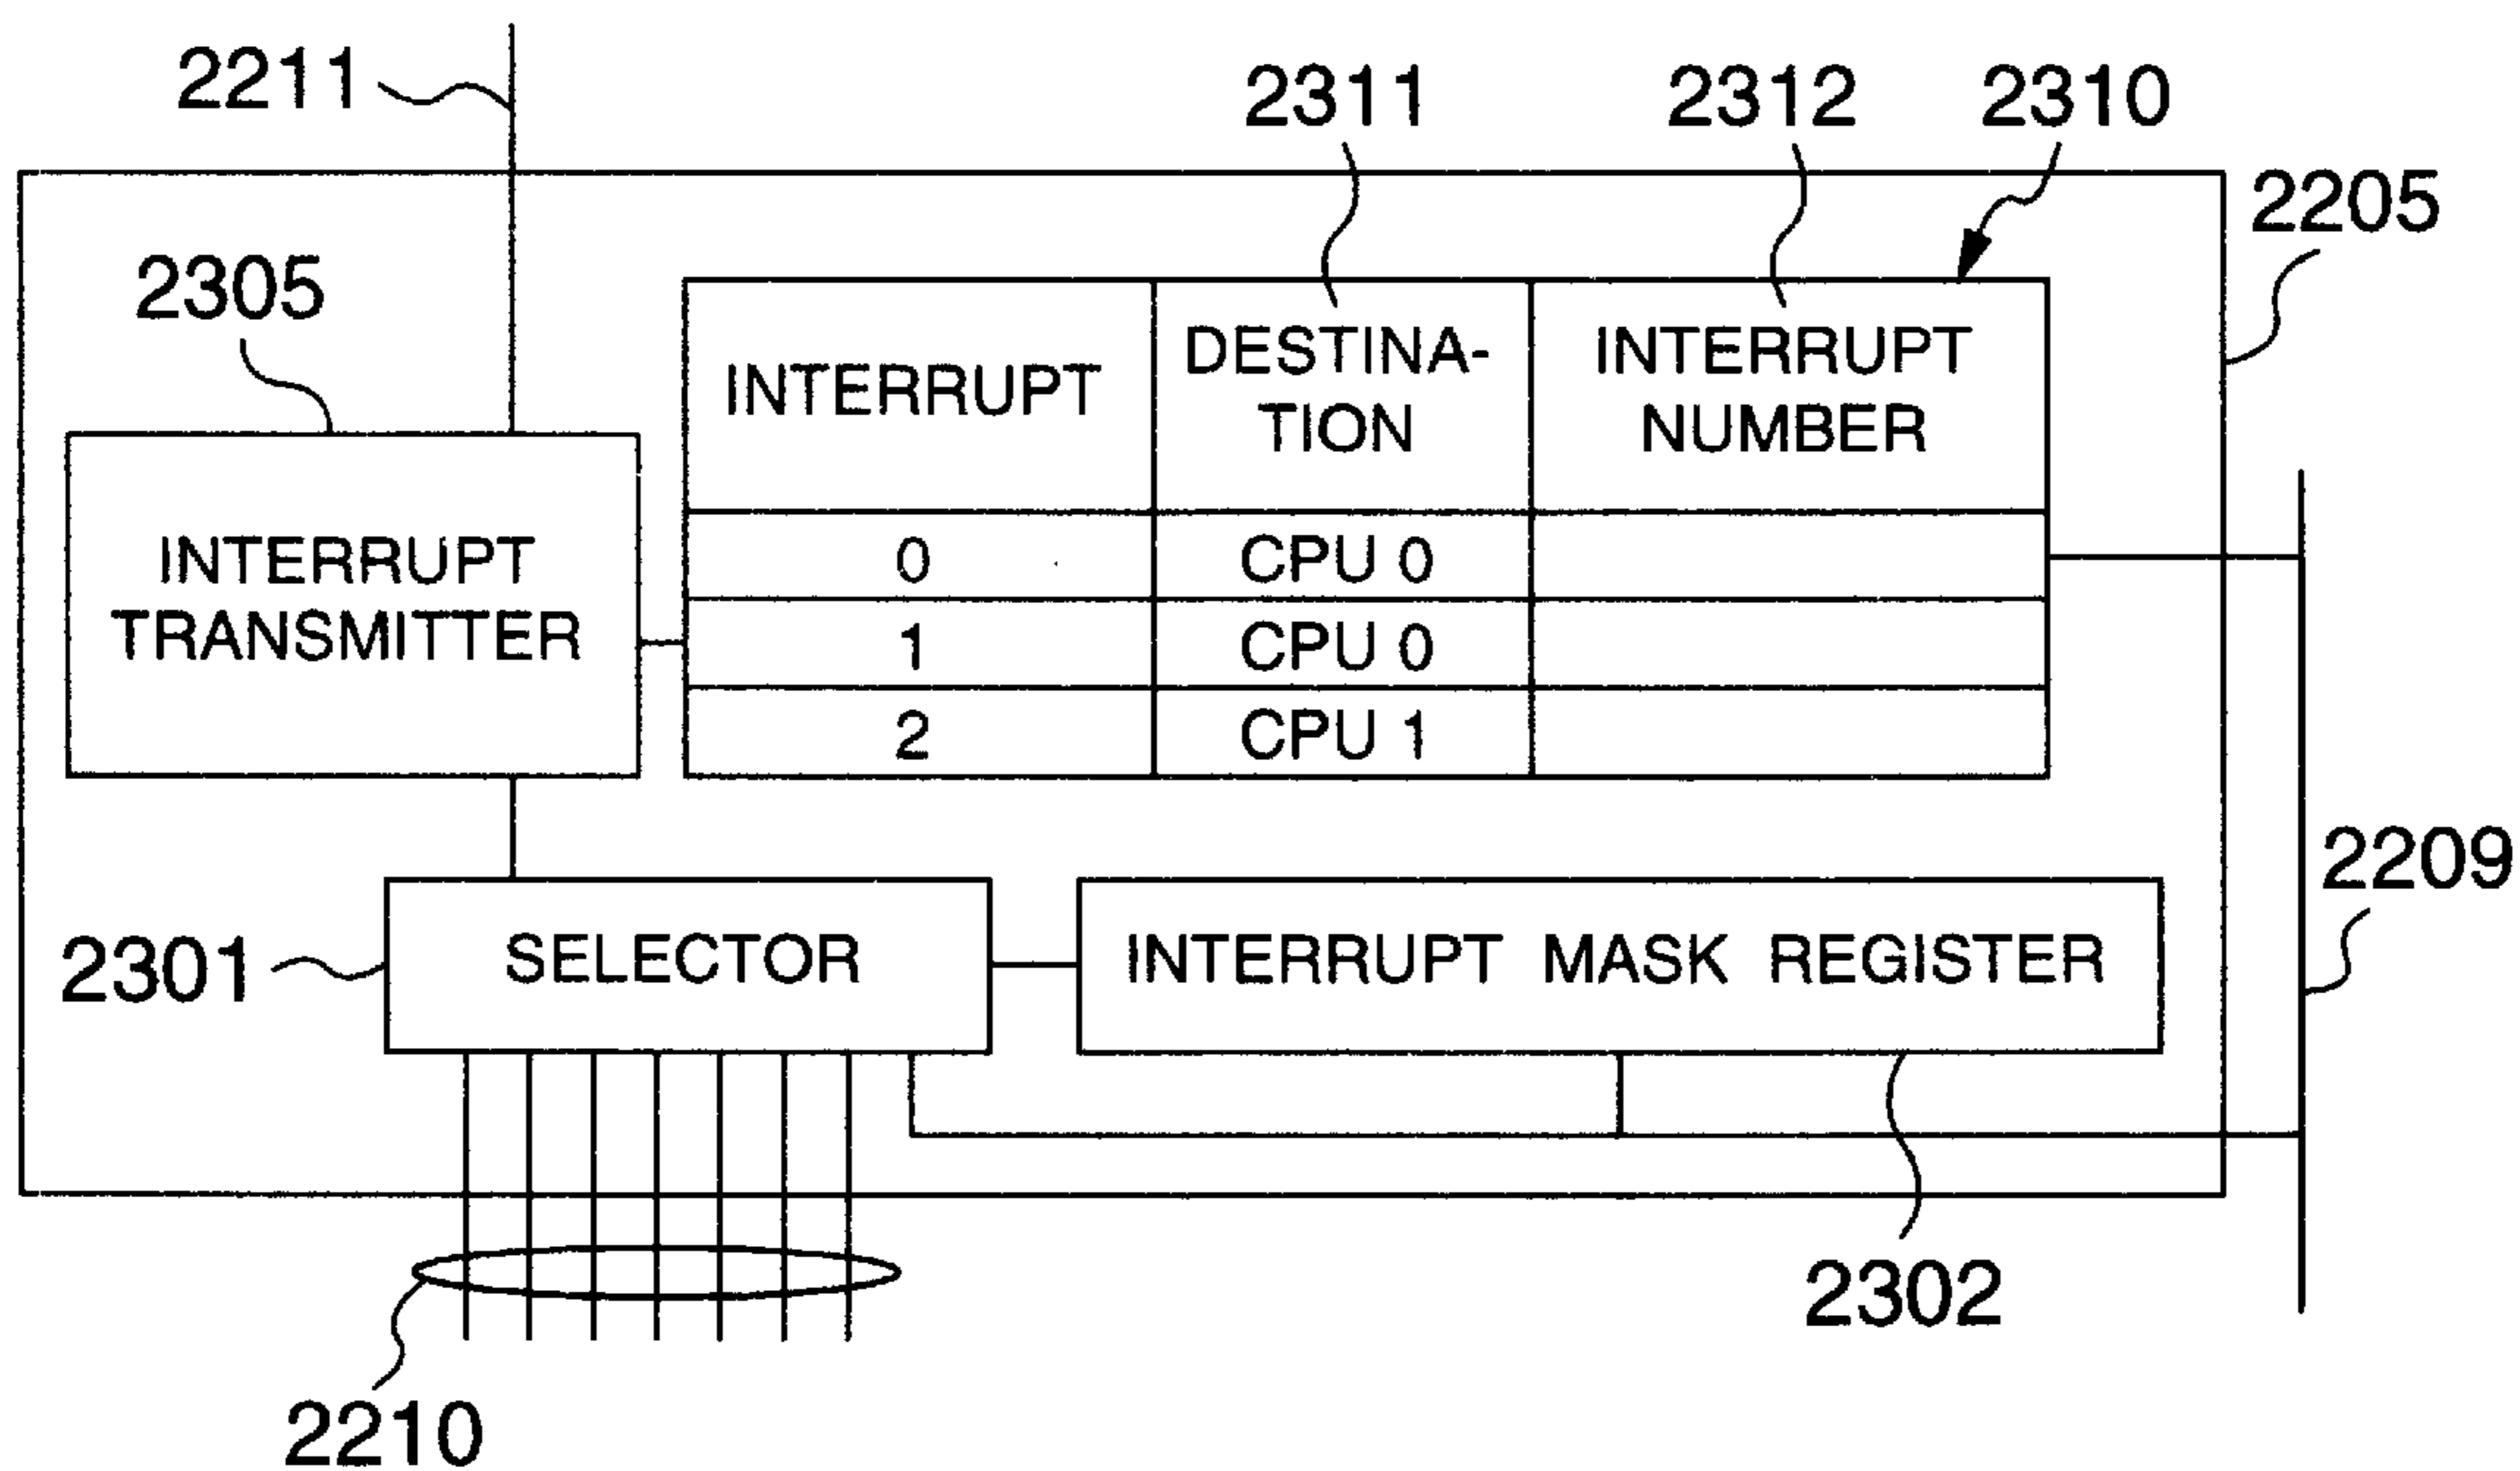 2211
2311
2312
2310
2205
2305
INTERRUPT
DESTINA-
TION
INTERRUPT
NUMBER
INTERRUPT
TRANSMITTER
0
CPU 0
1
CPU 0
2
CPU 1
2209
2301
SELECTOR
INTERRUPT MASK REGISTER
2302
2210